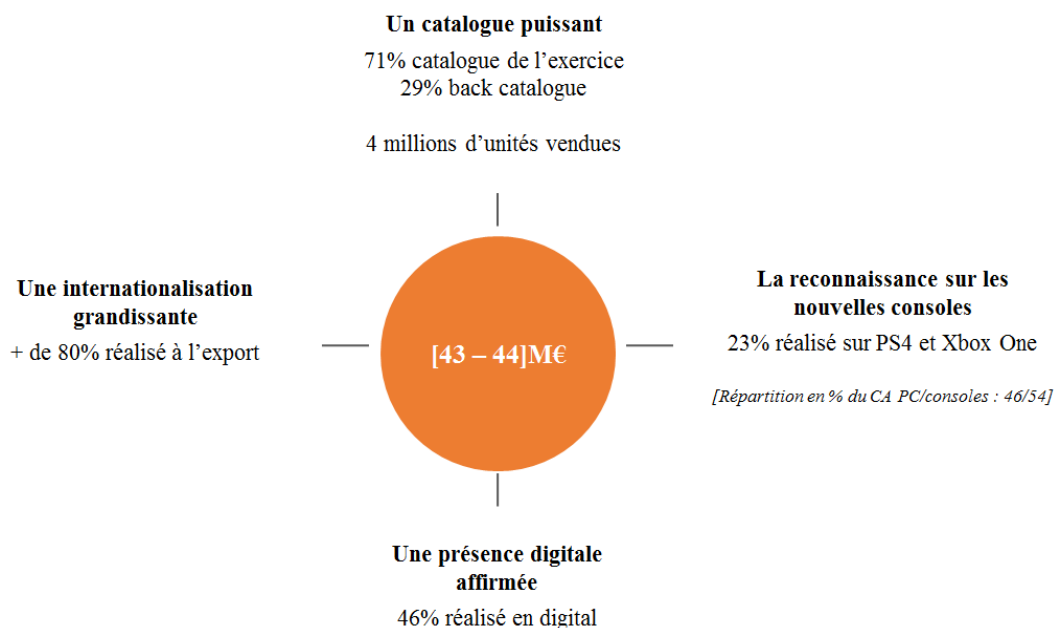 Un catalogue puissant
71% catalogue de l’exercice
29% back catalogue
4 millions d’unités vendues
Une internationalisation
grandissante
+ de 80% réalisé à l’export
[43 – 44]M€
La reconnaissance sur les
nouvelles consoles
23% réalisé sur PS4 et Xbox One
[Répartition en % du CA PC/consoles : 46/54]
Une présence digitale
affirmée
46% réalisé en digital